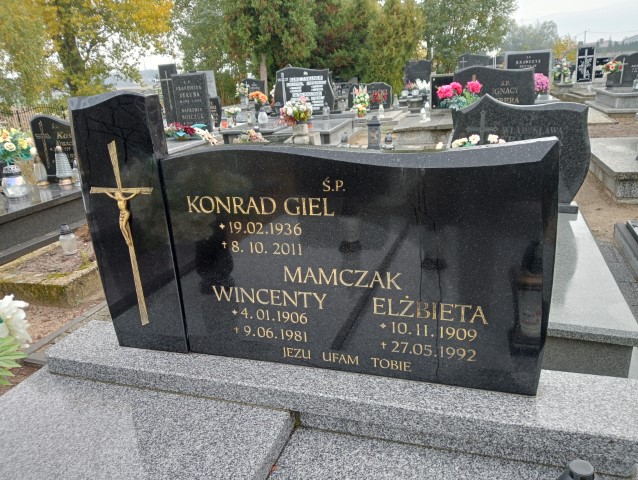 Ś.P.
KONRAD GIEL
* 19.02.1936
† 8.10.2011
MAMCZAK
WINCENTY ELŻBIETA
* 4.01.1906 * 10.11.1909
† 9.06.1981 † 27.05.1992
JEZU UFAM TOBIE
IGNACY